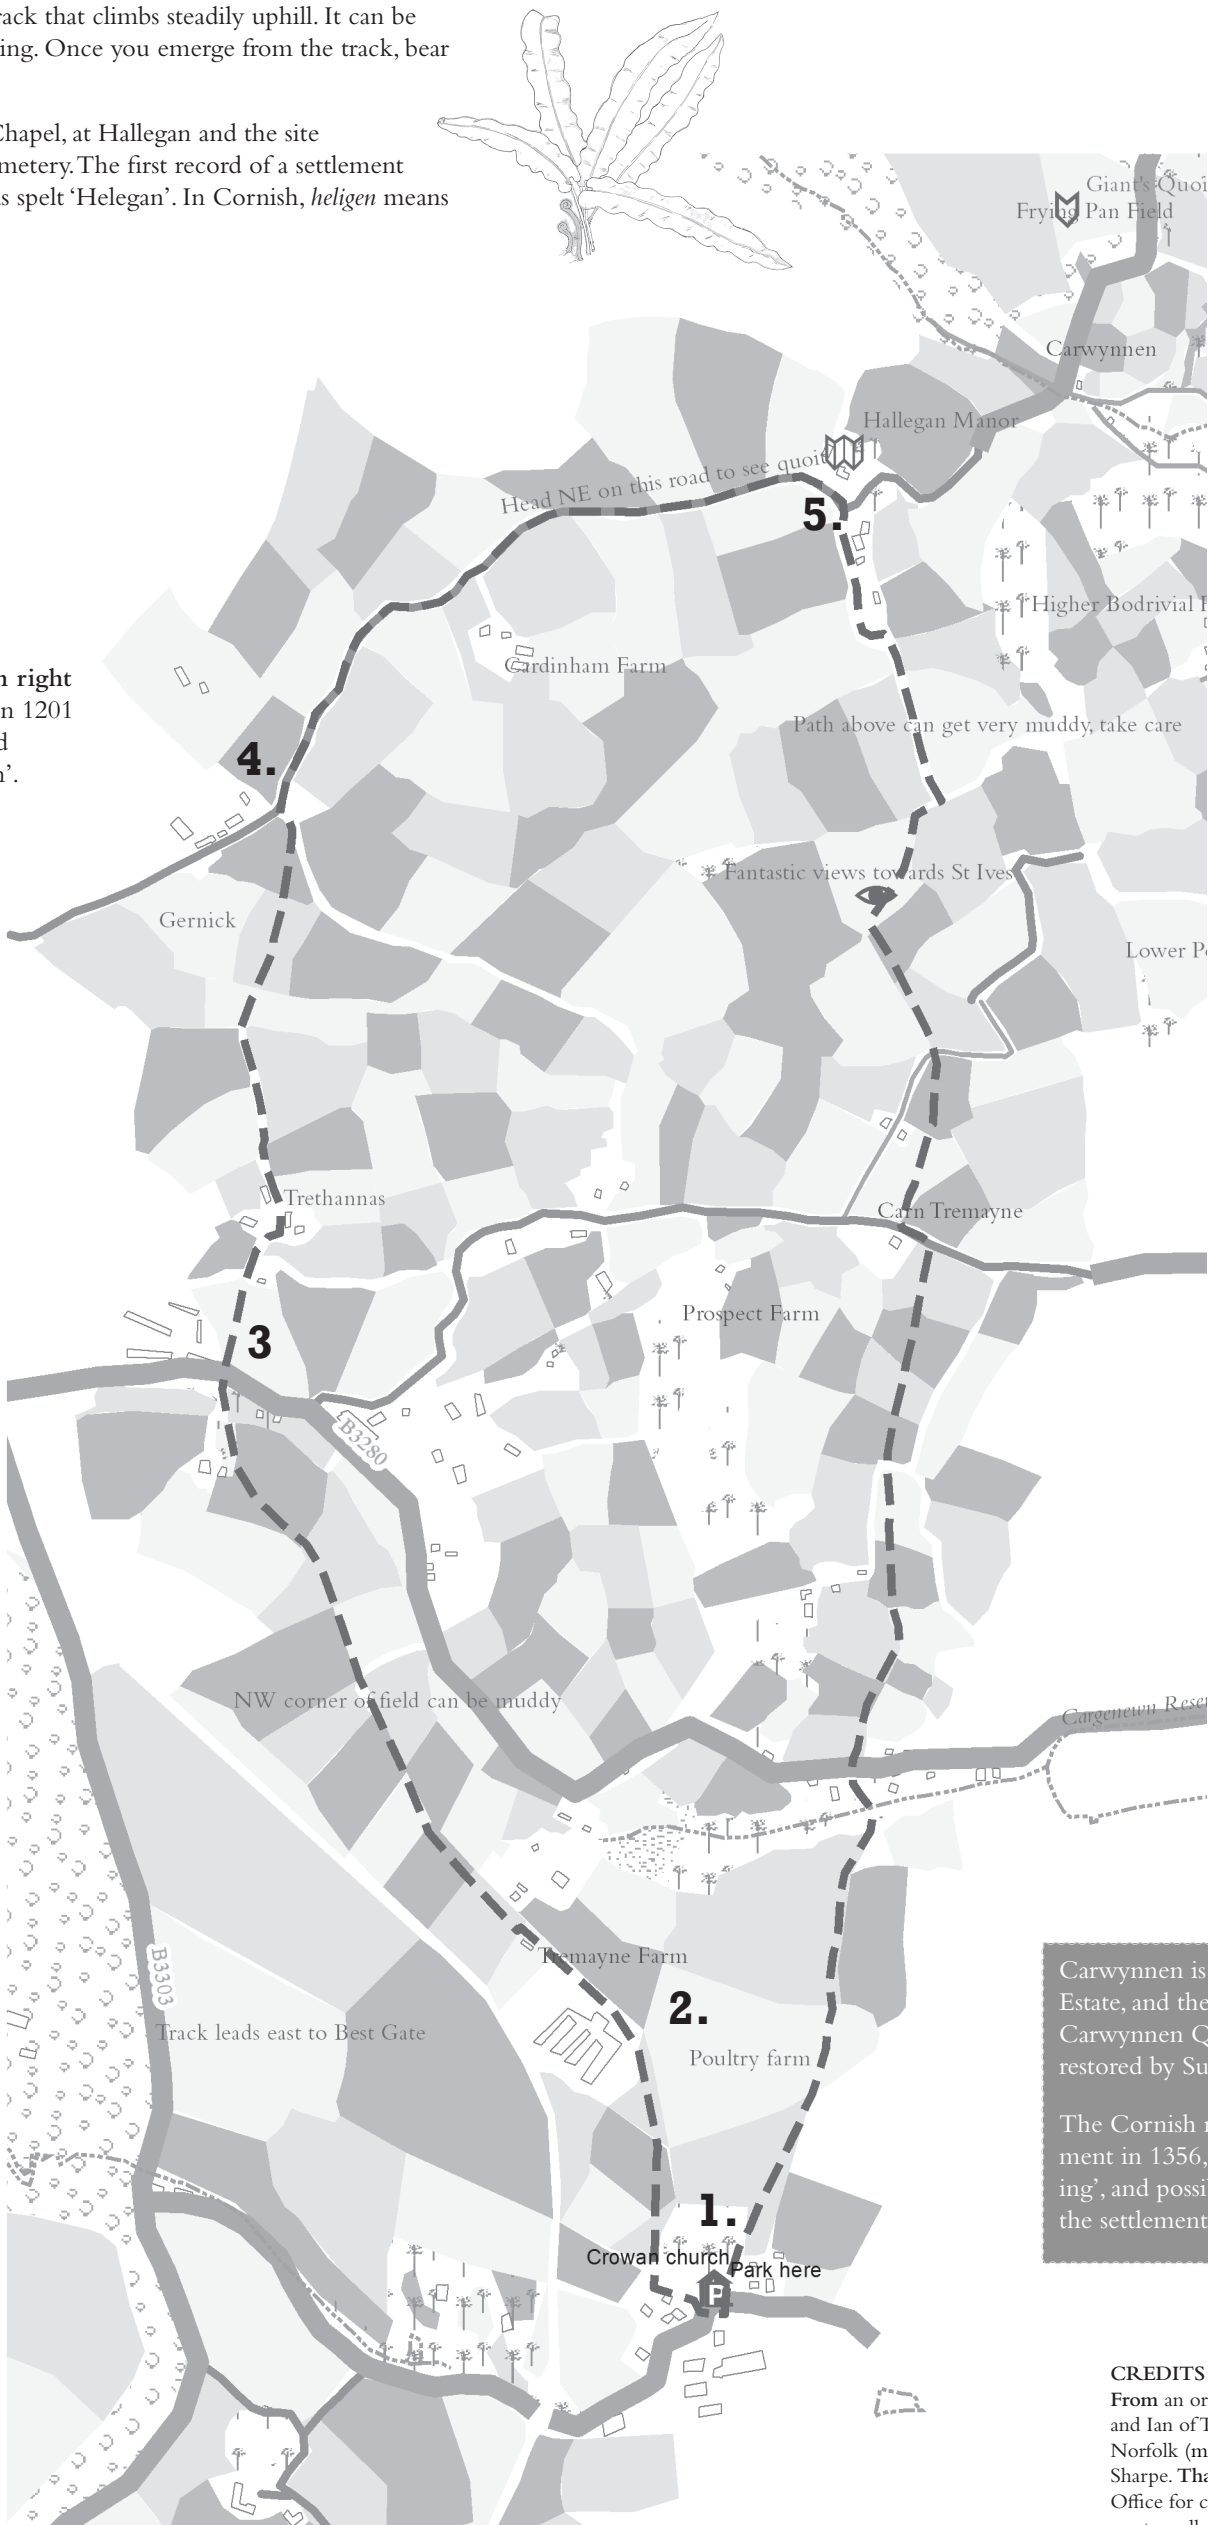 rack that climbs steadily uphill. It can be
ing. Once you emerge from the track, bear
Chapel, at Hallegan and the site
metery. The first record of a settlement
s spelt ‘Helegan’. In Cornish, heligen means
Giant's Quoi
Frying Pan Field
Carwynnen
Hallegan Manor
Head NE on this road to see quoit
5.
Higher Bodrivial F
Cardinham Farm
n right
n 1201
d
n’.
Path above can get very muddy, take care
4.
Fantastic views towards St Ives
Gernick
Lower Po
Trethannas
Carn Tremayne
3
Prospect Farm
B3280
NW corner of field can be muddy
Cargenewn Reser
Tremayne Farm
B3303
2.
Track leads east to Best Gate
Poultry farm
Carwynnen is
Estate, and the
Carwynnen Q
restored by Su
The Cornish n
ment in 1356,
ing’, and possi
the settlement
1.
Crowan church
Park here
P
CREDITS
From an or
and Ian of T
Norfolk (m
Sharpe. Tha
Office for c